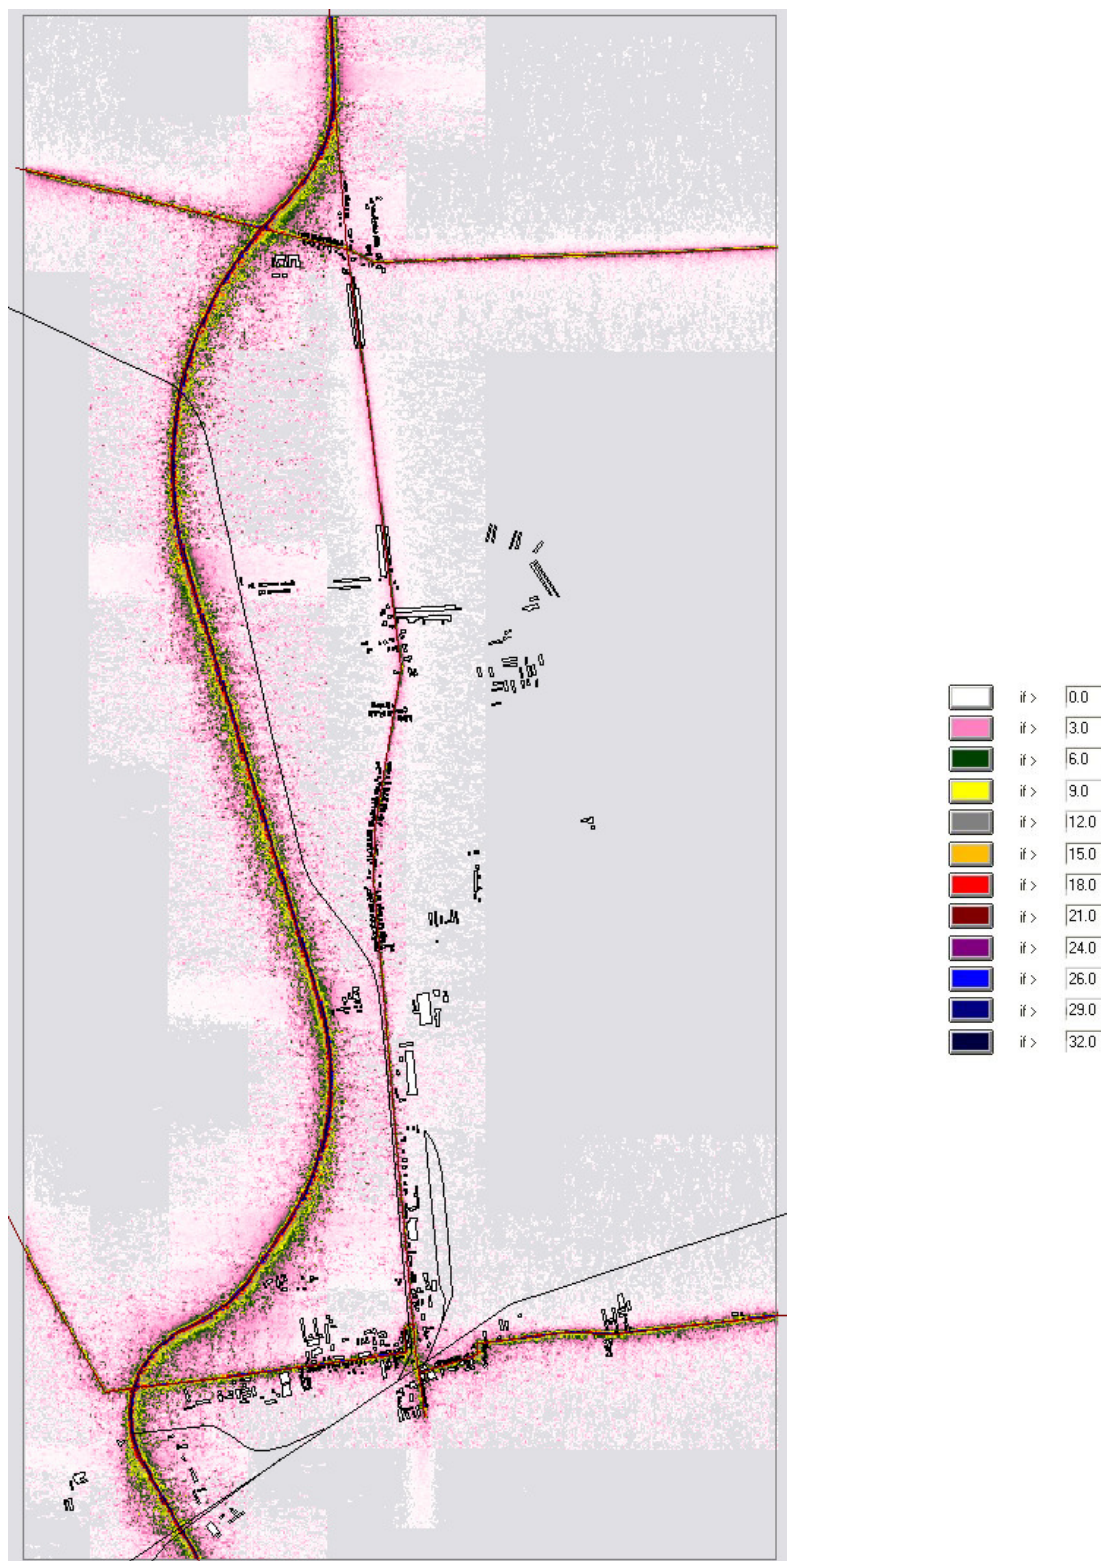 if > 0.0
if > 3.0
if > 6.0
if > 9.0
if > 12.0
if > 15.0
if > 18.0
if > 21.0
if > 24.0
if > 26.0
if > 29.0
if > 32.0